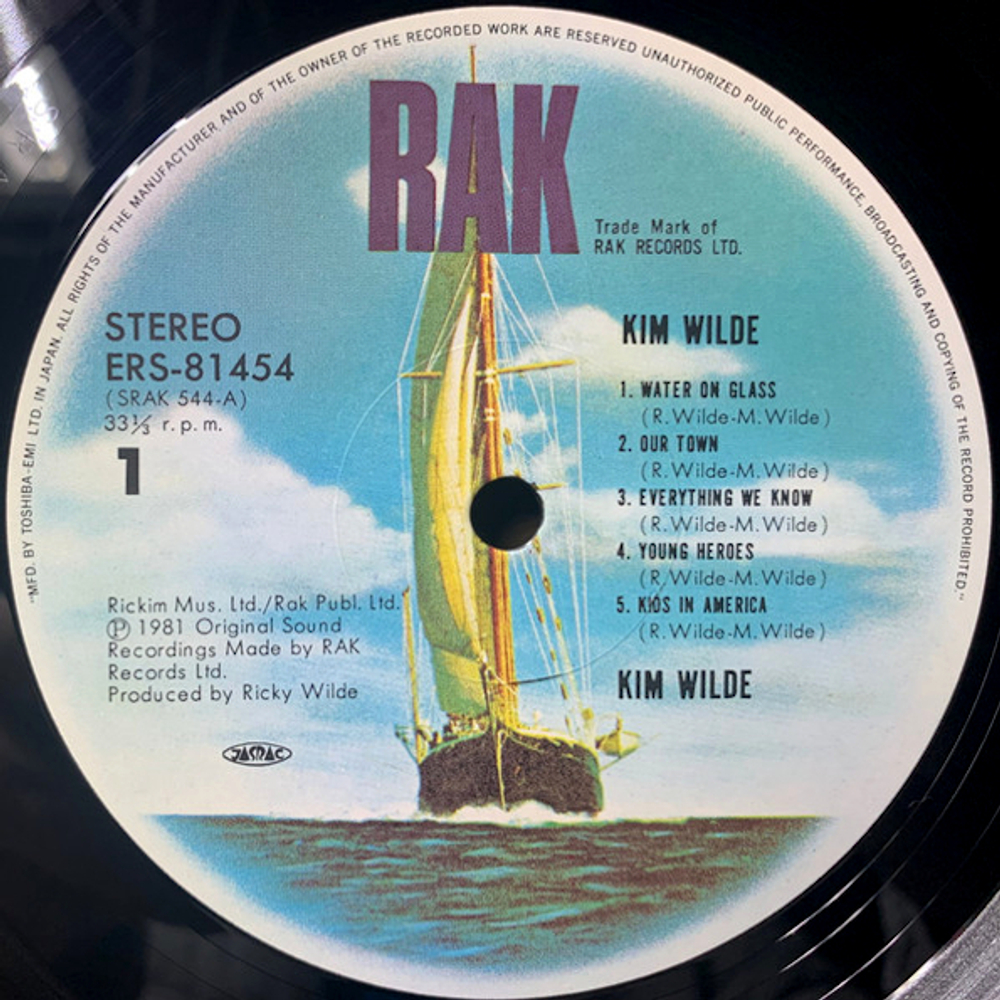 "MFD. BY TOSHIBA-EMI LTD. IN JAPAN. ALL RIGHTS OF THE MANUFACTURER AND OF THE OWNER OF THE RECORDED WORK ARE RESERVED UNAUTHORIZED PUBLIC PERFORMANCE, BROADCASTING AND COPYING OF THE RECORD PROHIBITED."
RAK
Trade Mark of
RAK RECORDS LTD.
STEREO
ERS-81454
(SRAK 544-A)
33⅓ r.p.m.
1
KIM WILDE
1. WATER ON GLASS
(R.Wilde-M.Wilde)
2. OUR TOWN
(R.Wilde-M.Wilde)
3. EVERYTHING WE KNOW
(R.Wilde-M.Wilde)
4. YOUNG HEROES
(R,Wilde-M.Wilde)
5. KIDS IN AMERICA
(R.Wilde-M.Wilde)
KIM WILDE
Rickim Mus. Ltd./Rak Publ. Ltd.
Ⓟ 1981 Original Sound
Recordings Made by RAK
Records Ltd.
Produced by Ricky Wilde
JASRAC